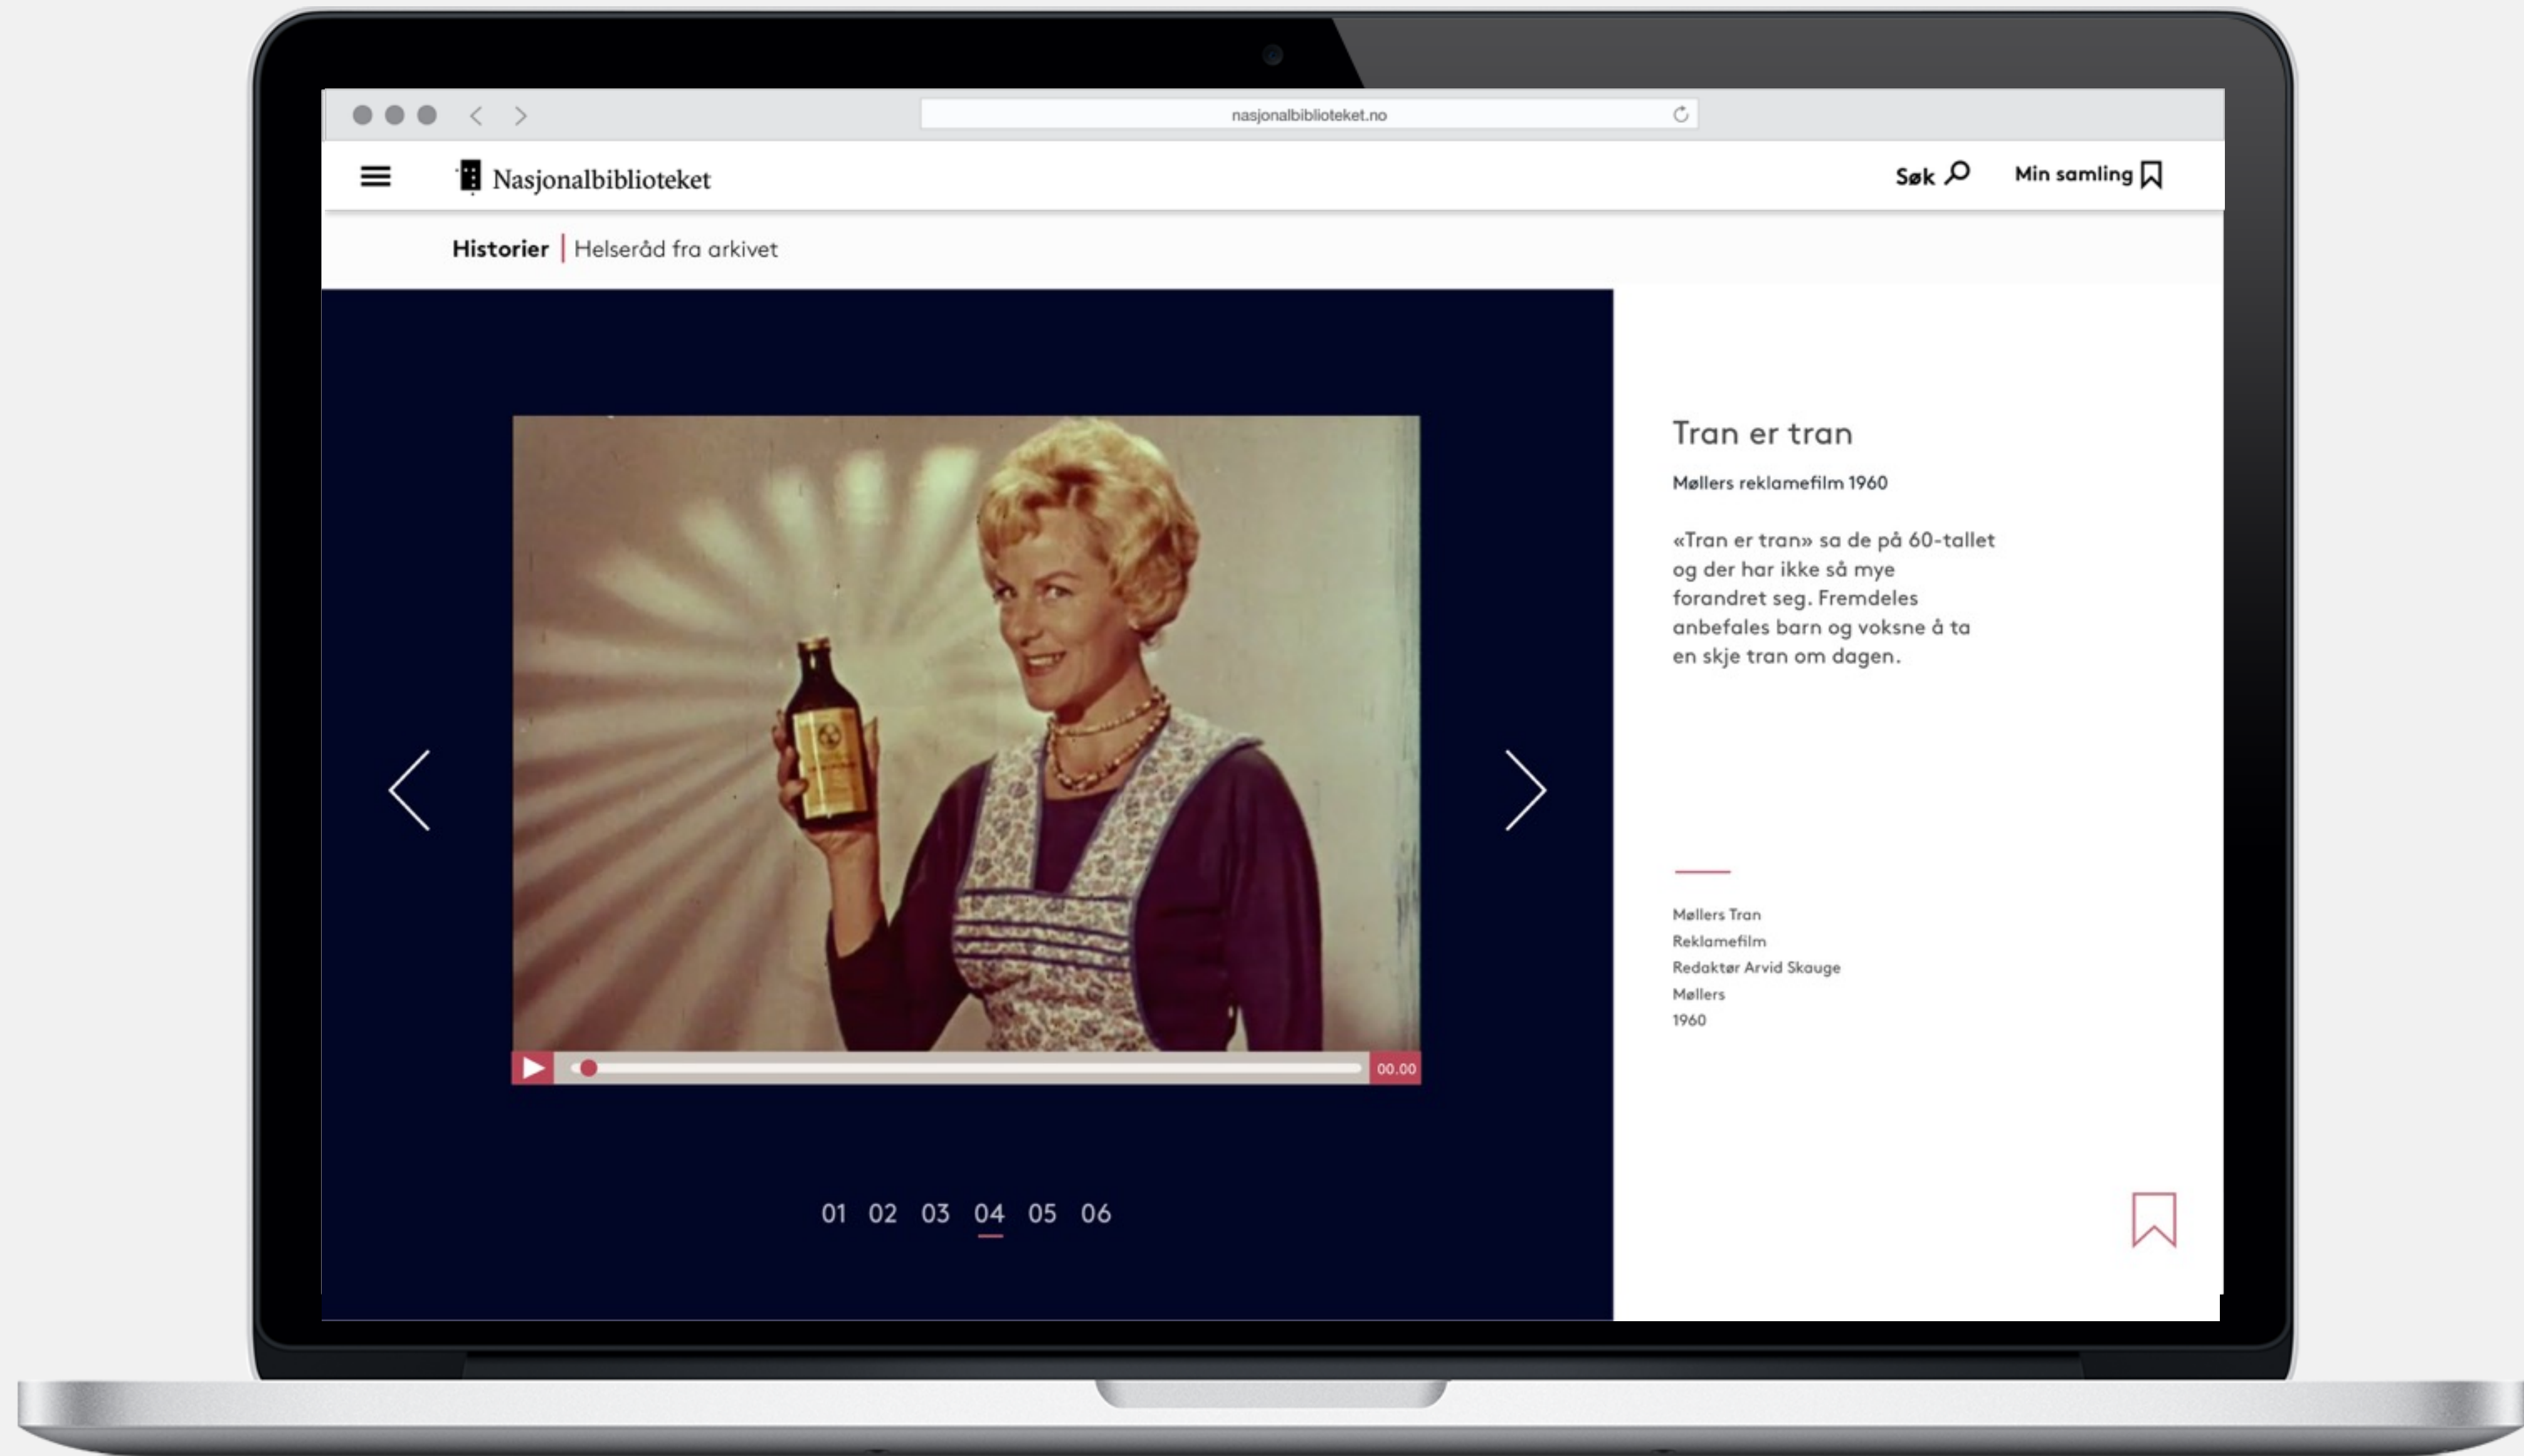 nasjonalbiblioteket.no
Nasjonalbiblioteket
Søk
Min samling
Historier | Helseråd fra arkivet
Tran er tran
Møllers reklamefilm 1960
«Tran er tran» sa de på 60-tallet
og der har ikke så mye
forandret seg. Fremdeles
anbefales barn og voksne å ta
en skje tran om dagen.
Møllers Tran
Reklamefilm
Redaktør Arvid Skauge
Møllers
1960
00.00
01 02 03 04 05 06